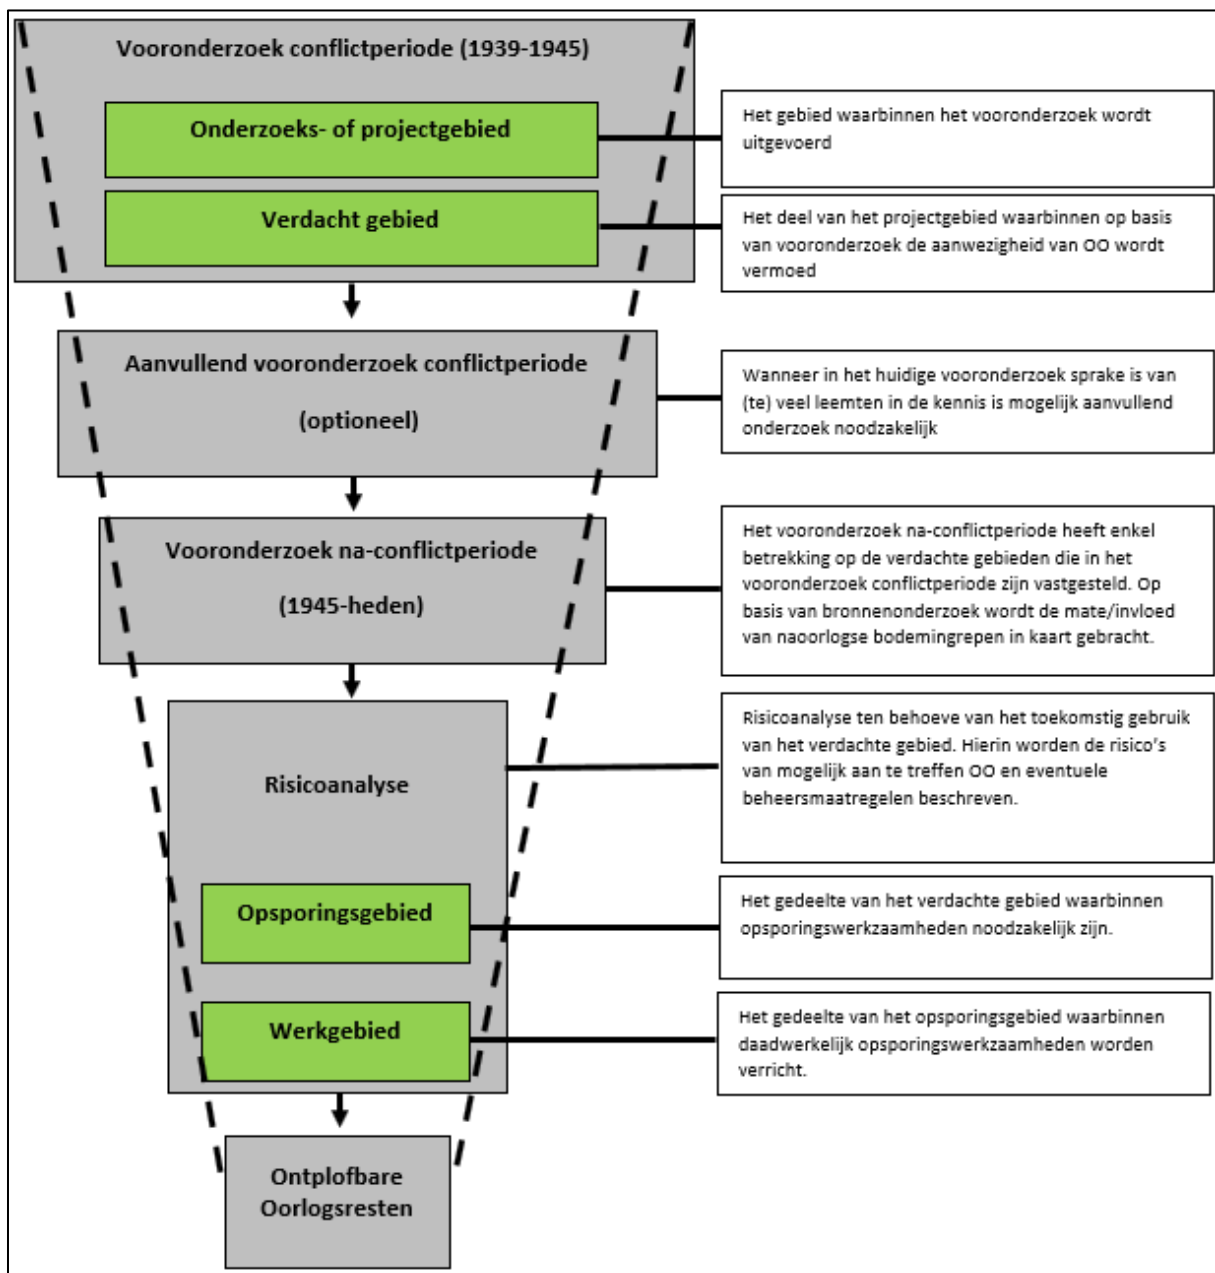 Vooronderzoek conflictperiode (1939-1945)
Onderzoeks- of projectgebied
Het gebied waarbinnen het vooronderzoek wordt
uitgevoerd
Verdacht gebied
Het deel van het projectgebied waarbinnen op basis
van vooronderzoek de aanwezigheid van OO wordt
vermoed
Aanvullend vooronderzoek conflictperiode
(optioneel)
Wanneer in het huidige vooronderzoek sprake is van
(te) veel leemten in de kennis is mogelijk aanvullend
onderzoek noodzakelijk
Vooronderzoek na-conflictperiode
(1945-heden)
Het vooronderzoek na-conflictperiode heeft enkel
betrekking op de verdachte gebieden die in het
vooronderzoek conflictperiode zijn vastgesteld. Op
basis van bronnenonderzoek wordt de mate/invloed
van naoorlogse bodemingrepen in kaart gebracht.
Risicoanalyse
Risicoanalyse ten behoeve van het toekomstig gebruik
van het verdachte gebied. Hierin worden de risico's
van mogelijk aan te treffen OO en eventuele
beheersmaatregelen beschreven.
Opsporingsgebied
Het gedeelte van het verdachte gebied waarbinnen
opsporingswerkzaamheden noodzakelijk zijn.
Werkgebied
Het gedeelte van het opsporingsgebied waarbinnen
daadwerkelijk opsporingswerkzaamheden worden
verricht.
Ontplofbare
Oorlogsresten